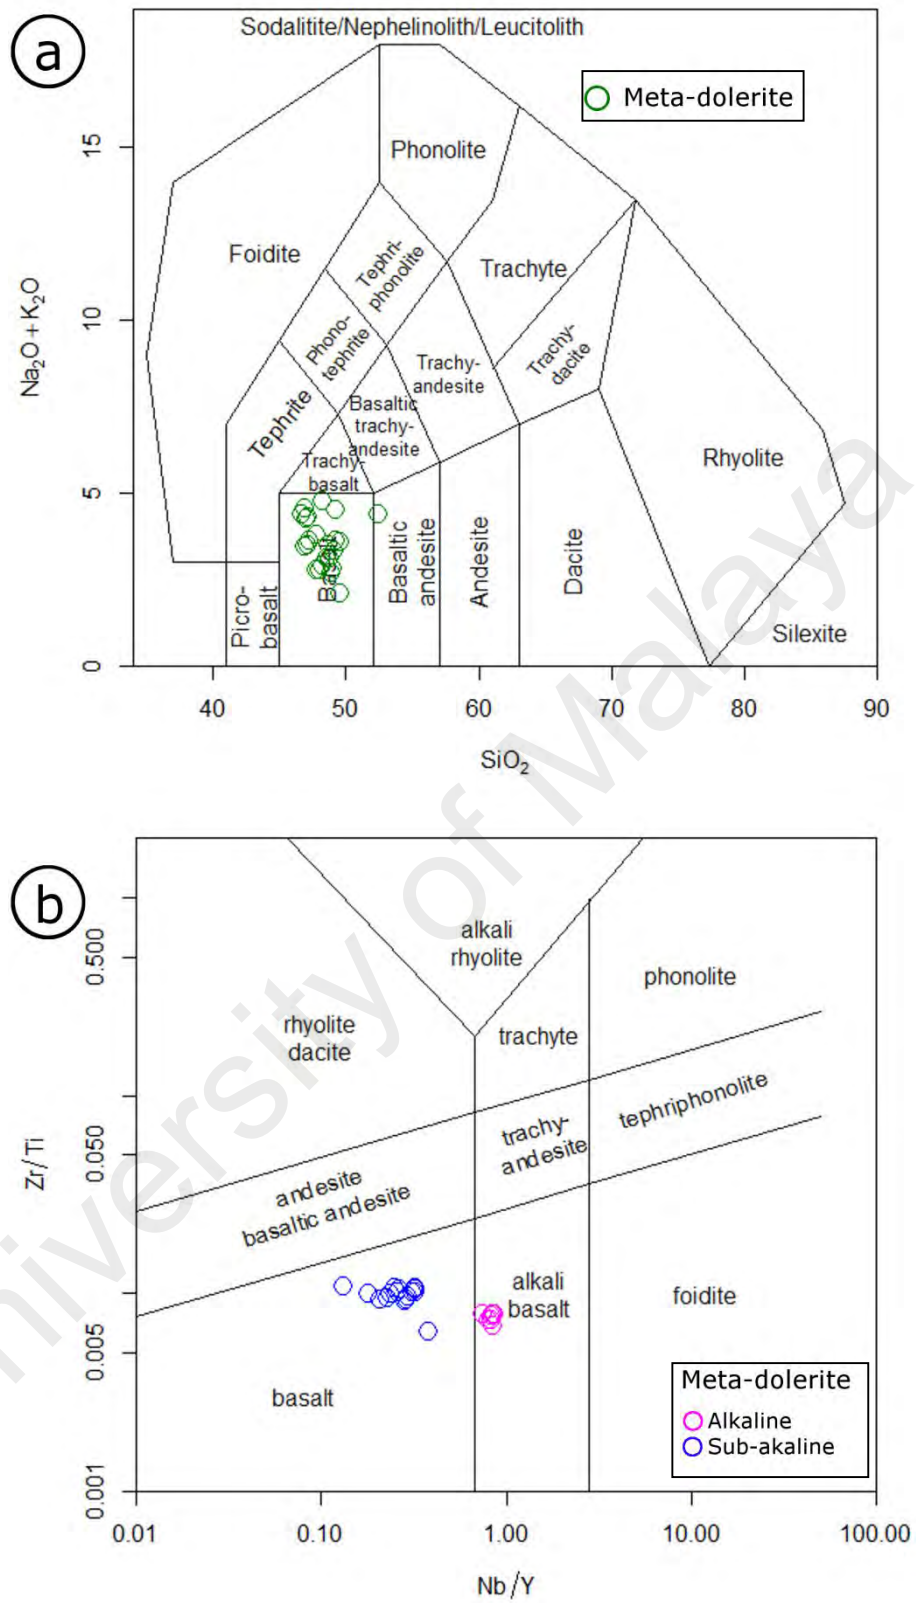 a
Sodalitite/Nephelinolith/Leucitolith
Meta-dolerite
Phonolite
Foidite
Tephri-
phonolite
Trachyte
Phono-
tephrite
Trachy-
andesite
Trachy-
dacite
Tephrite
Basaltic
trachy-
andesite
Trachy-
basalt
Rhyolite
Picro-
basalt
Basaltic
andesite
Andesite
Dacite
Silexite
Na₂O + K₂O
0
5
10
15
40
50
60
70
80
90
SiO₂
b
alkali
rhyolite
phonolite
rhyolite
dacite
trachyte
tephriphonolite
trachy-
andesite
andesite
basaltic andesite
alkali
basalt
foidite
basalt
Meta-dolerite
Alkaline
Sub-akaline
Zr/Ti
0.500
0.050
0.005
0.001
0.01
0.10
1.00
10.00
100.00
Nb/Y
University of Malaya